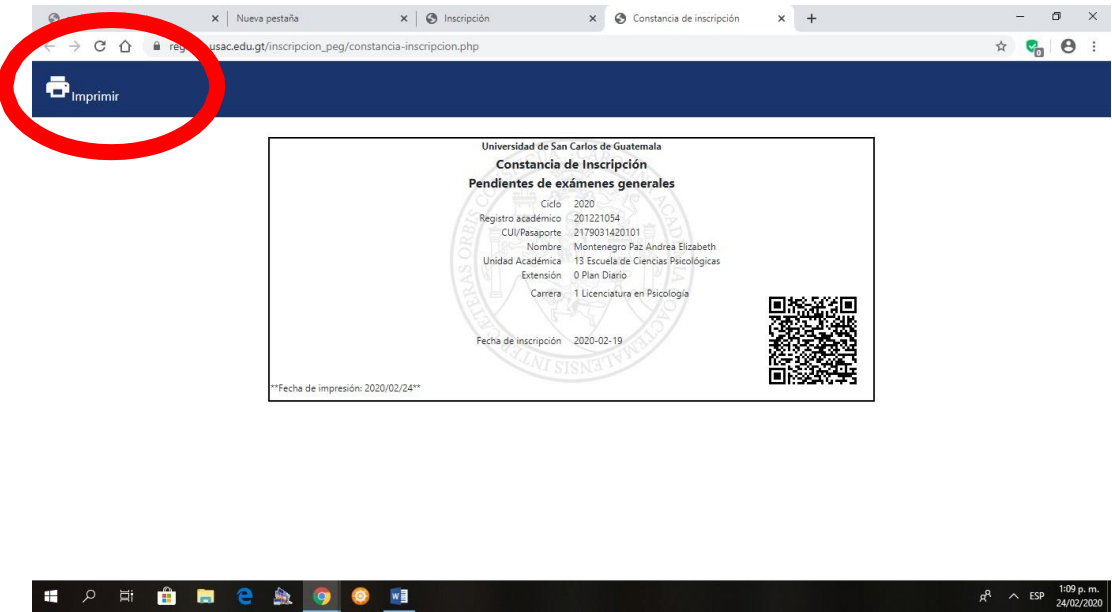 Nueva pestaña
Inscripción
Constancia de inscripción
usac.edu.gt/inscripcion_peg/constancia-inscripcion.php
0
Imprimir
Universidad de San Carlos de Guatemala
Constancia de Inscripción
Pendientes de exámenes generales
Ciclo 2020
Registro académico 201221054
CUI/Pasaporte 2179031420101
Nombre Montenegro Paz Andrea Elizabeth
Unidad Académica 13 Escuela de Ciencias Psicológicas
Extensión 0 Plan Diario
Carrera 1 Licenciatura en Psicología
Fecha de inscripción 2020-02-19
**Fecha de impresión: 2020/02/24**
ESP
1:09 p. m.
24/02/2020